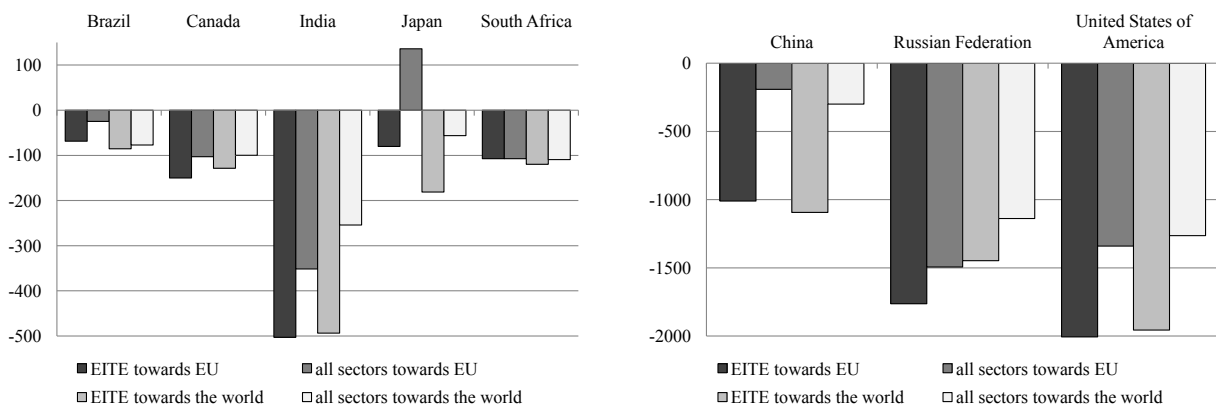 Brazil Canada India Japan South Africa
100
0
-100
-200
-300
-400
-500
EITE towards EU all sectors towards EU
EITE towards the world all sectors towards the world
United States of
China Russian Federation America
0
-500
-1000
-1500
-2000
EITE towards EU all sectors towards EU
EITE towards the world all sectors towards the world